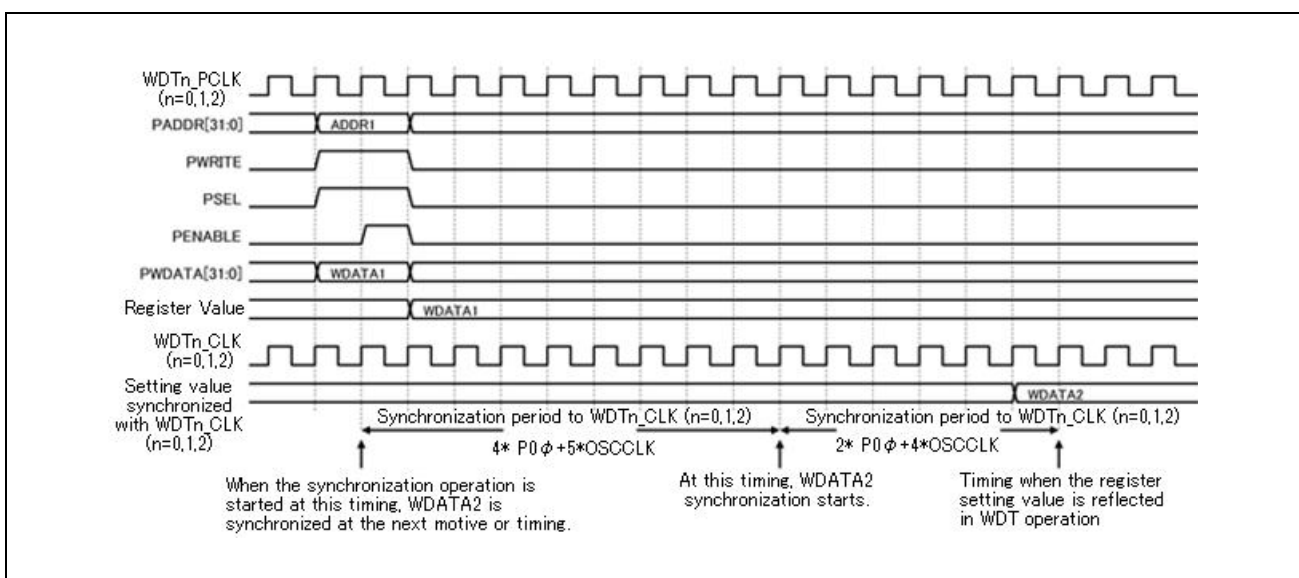 WDTn_PCLK
(n=0,1,2)
PADDR[31:0]
ADDR1
PWRITE
PSEL
PENABLE
PWDATA[31:0]
WDATA1
Register Value
WDATA1
WDTn_CLK
(n=0,1,2)
Setting value
synchronized
with WDTn_CLK
(n=0,1,2)
WDATA2
Synchronization period to WDTn_CLK (n=0,1,2)
4* P0φ+5*OSCCLK
Synchronization period to WDTn_CLK (n=0,1,2)
2* P0φ+4*OSCCLK
When the synchronization operation is
started at this timing, WDATA2 is
synchronized at the next motive or timing.
At this timing, WDATA2
synchronization starts.
Timing when the register
setting value is reflected
in WDT operation